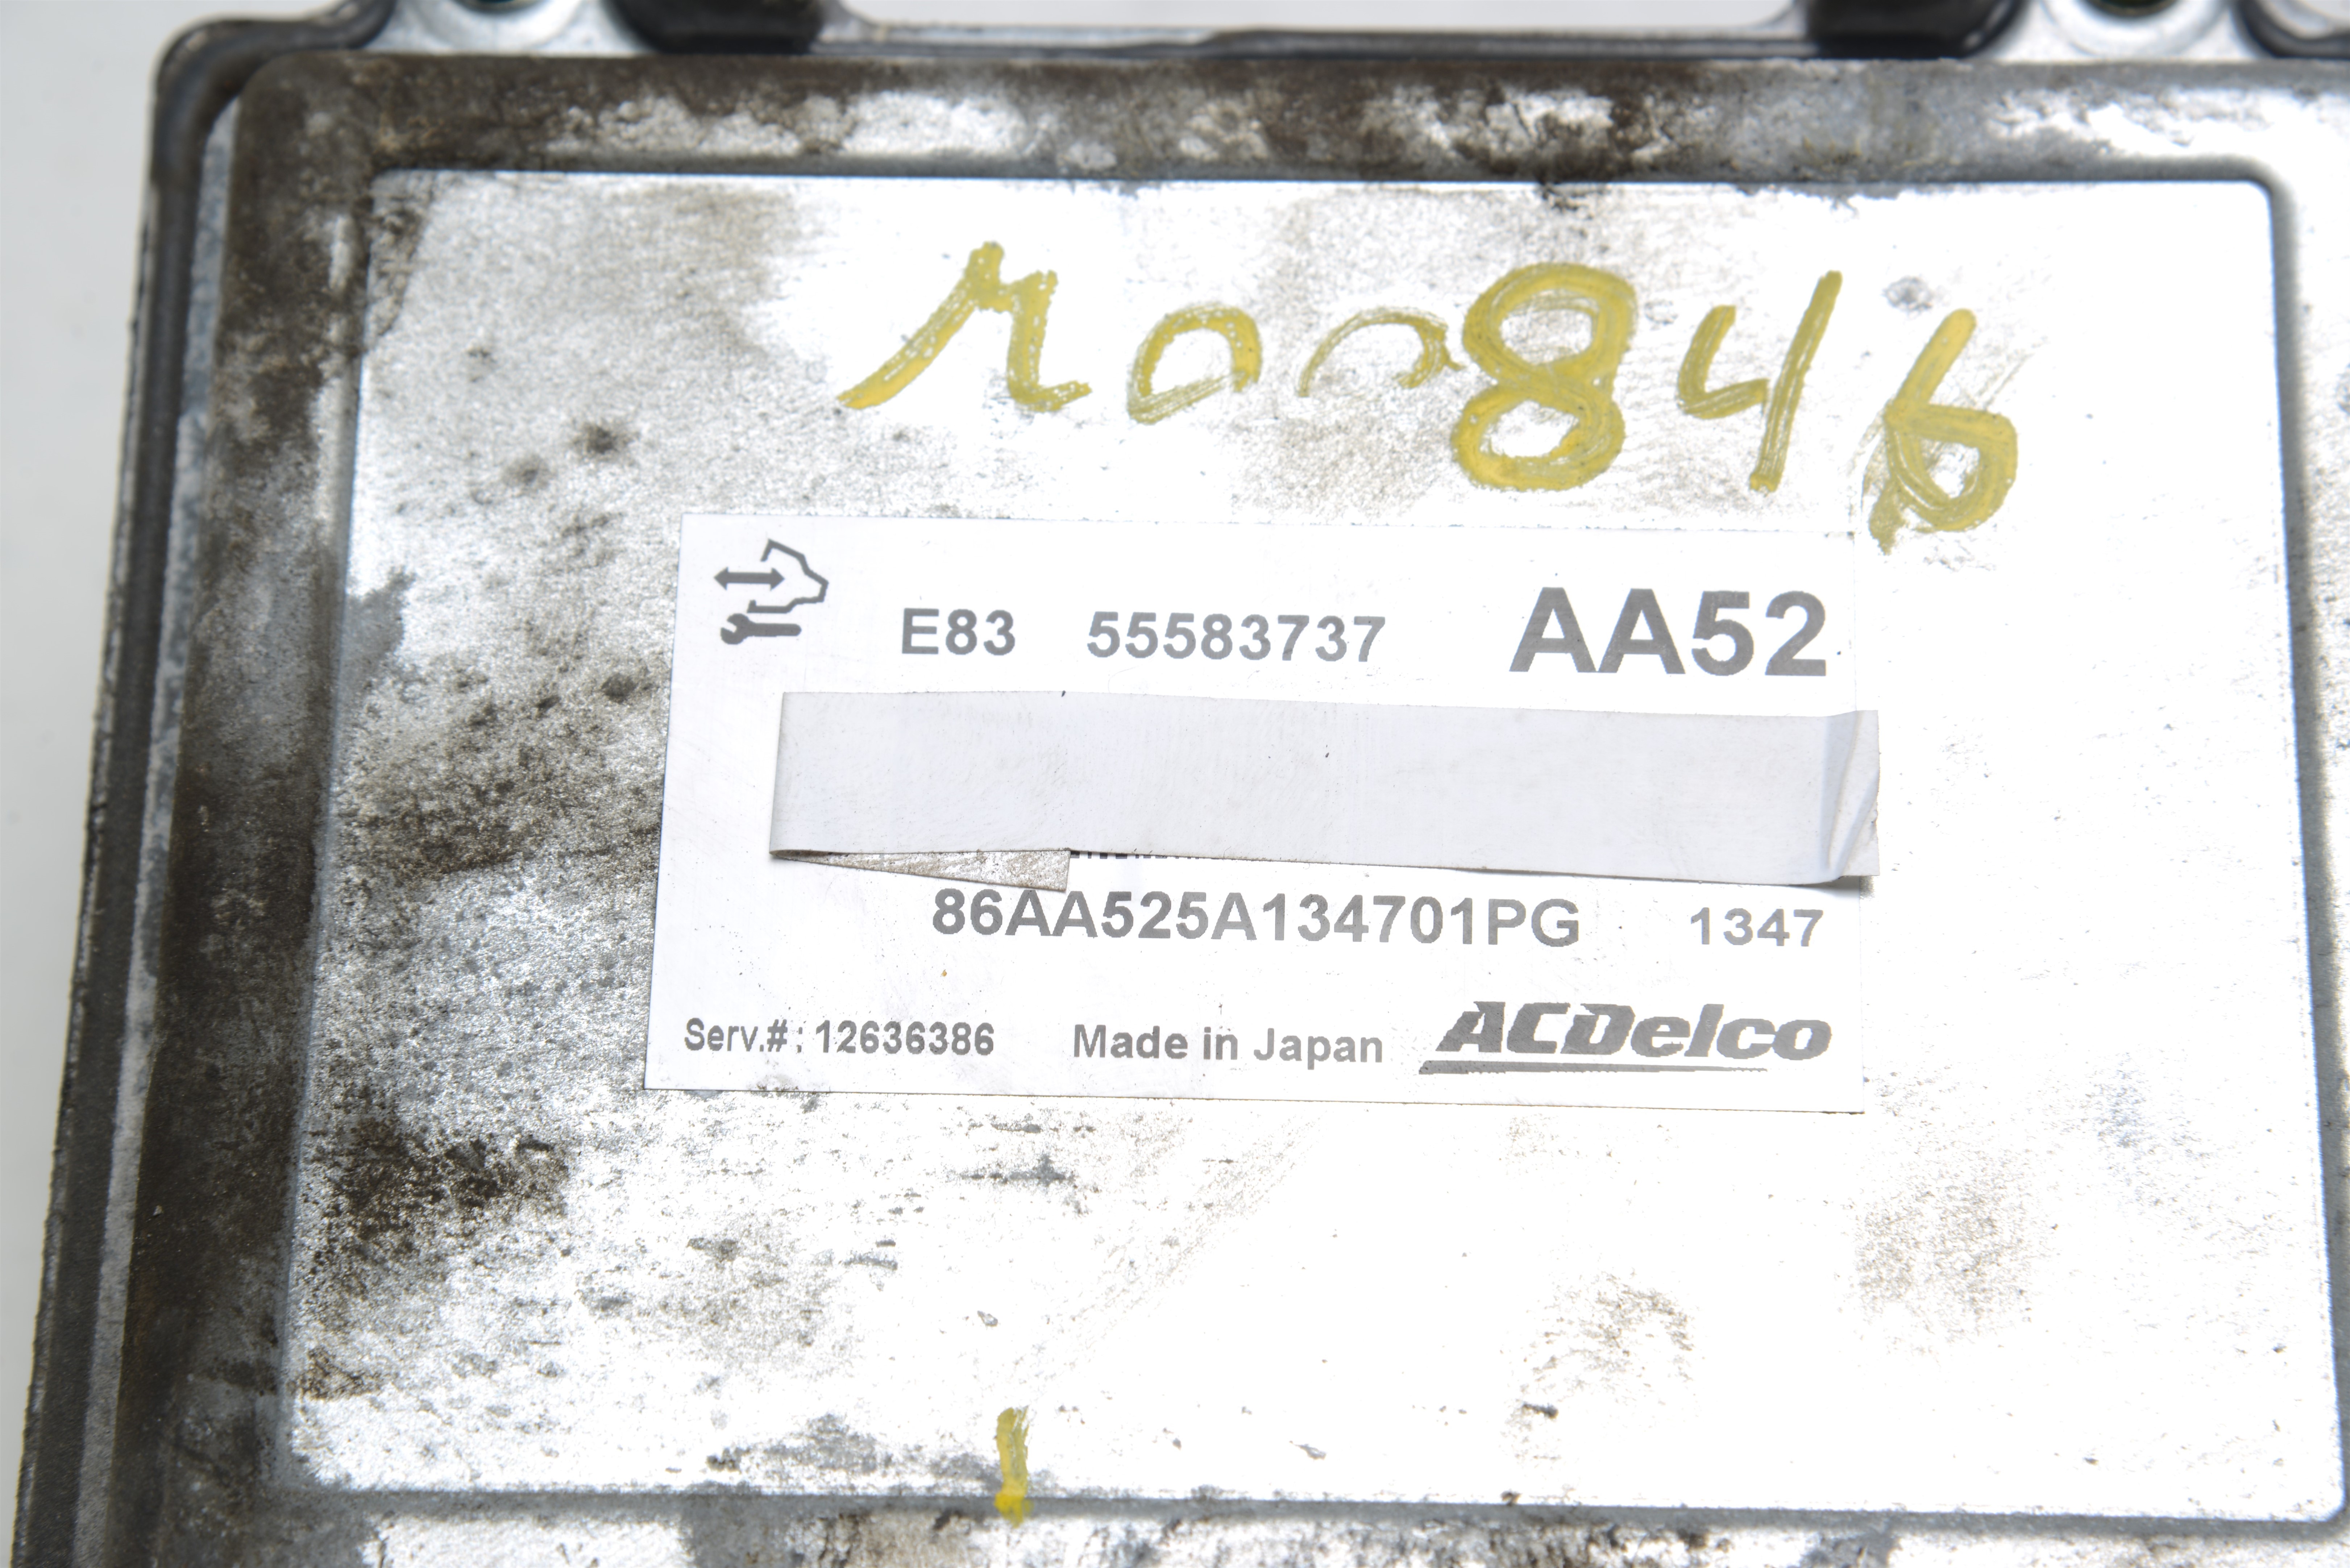 M00846
E83 55583737 AA52
86AA525A134701PG 1347
Serv.#: 12636386 Made in Japan ACDelco